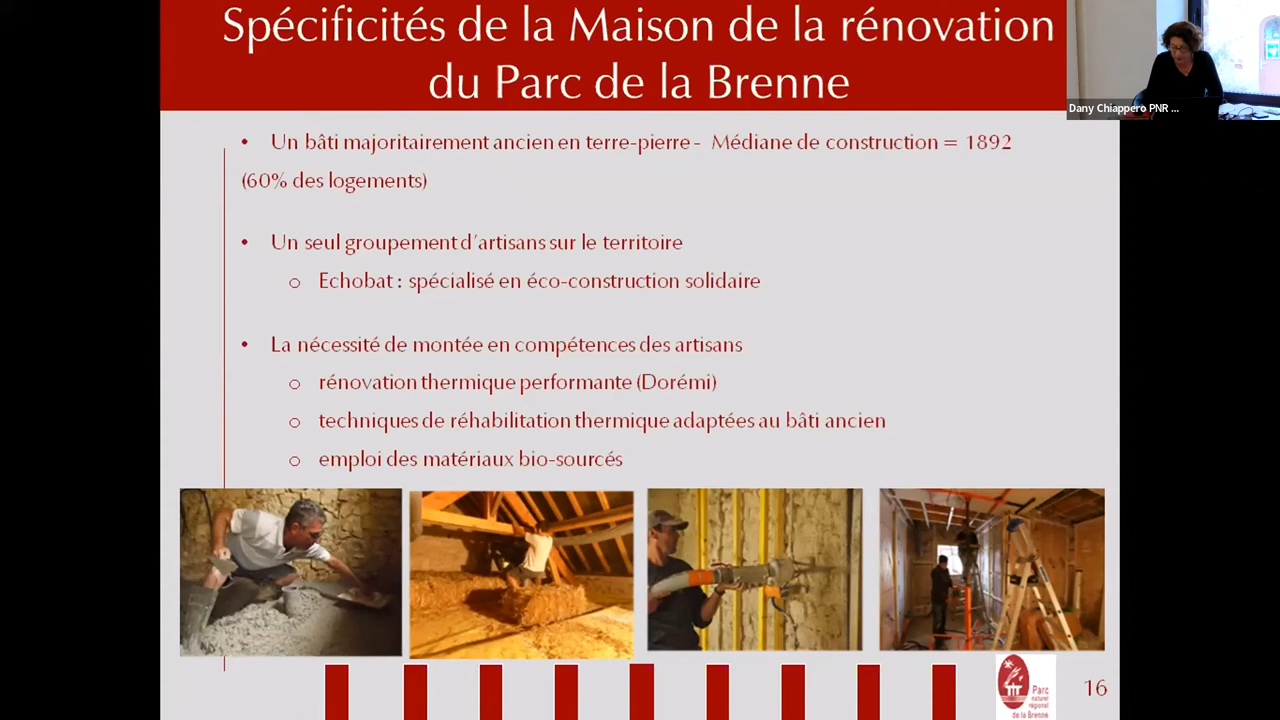 Spécificités de la Maison de la rénovation
du Parc de la Brenne
Dany Chiappero PNR ...
• Un bâti majoritairement ancien en terre-pierre - Médiane de construction = 1892
(60% des logements)
• Un seul groupement d'artisans sur le territoire
o Echobat : spécialisé en éco-construction solidaire
• La nécessité de montée en compétences des artisans
o rénovation thermique performante (Dorémi)
o techniques de réhabilitation thermique adaptées au bâti ancien
o emploi des matériaux bio-sourcés
Parc
naturel
régional
de la Brenne
16